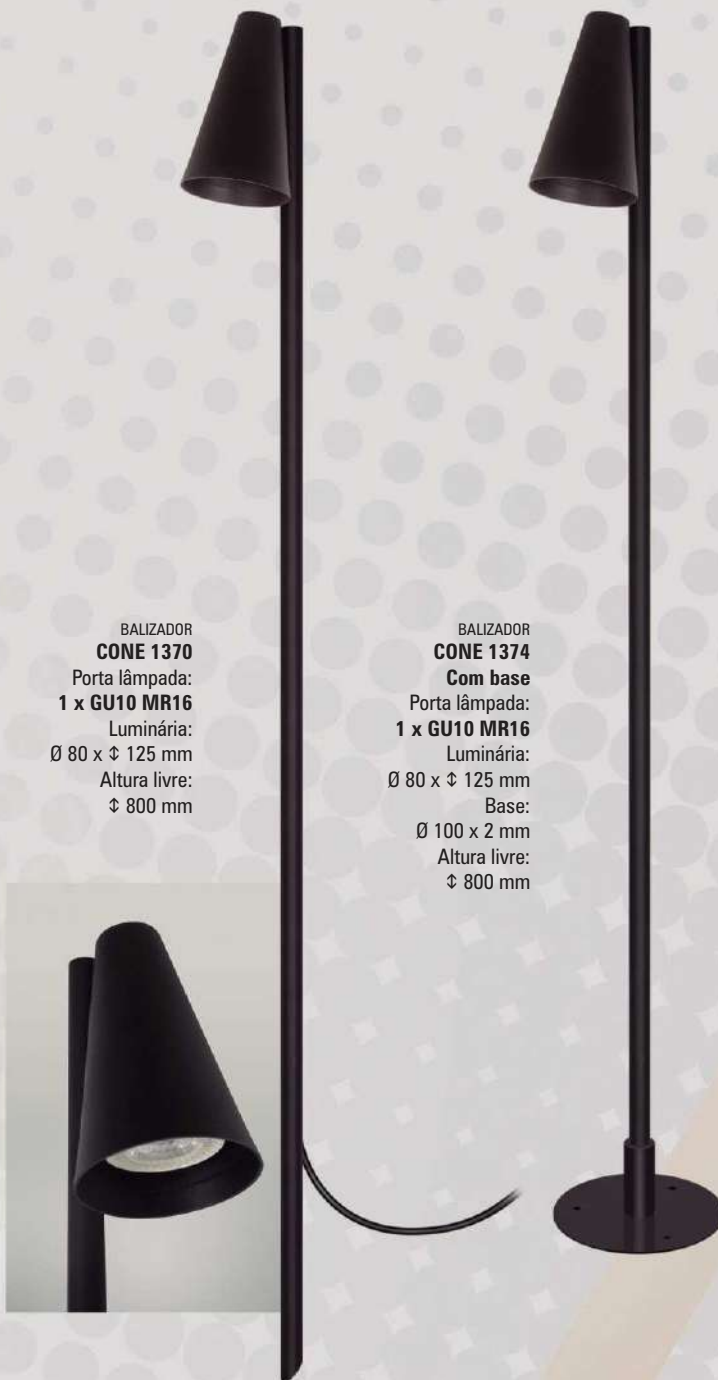 BALIZADOR
CONE 1370
Porta lâmpada:
1 x GU10 MR16
Luminária:
Ø 80 x ⇕ 125 mm
Altura livre:
⇕ 800 mm
BALIZADOR
CONE 1374
Com base
Porta lâmpada:
1 x GU10 MR16
Luminária:
Ø 80 x ⇕ 125 mm
Base:
Ø 100 x 2 mm
Altura livre:
⇕ 800 mm